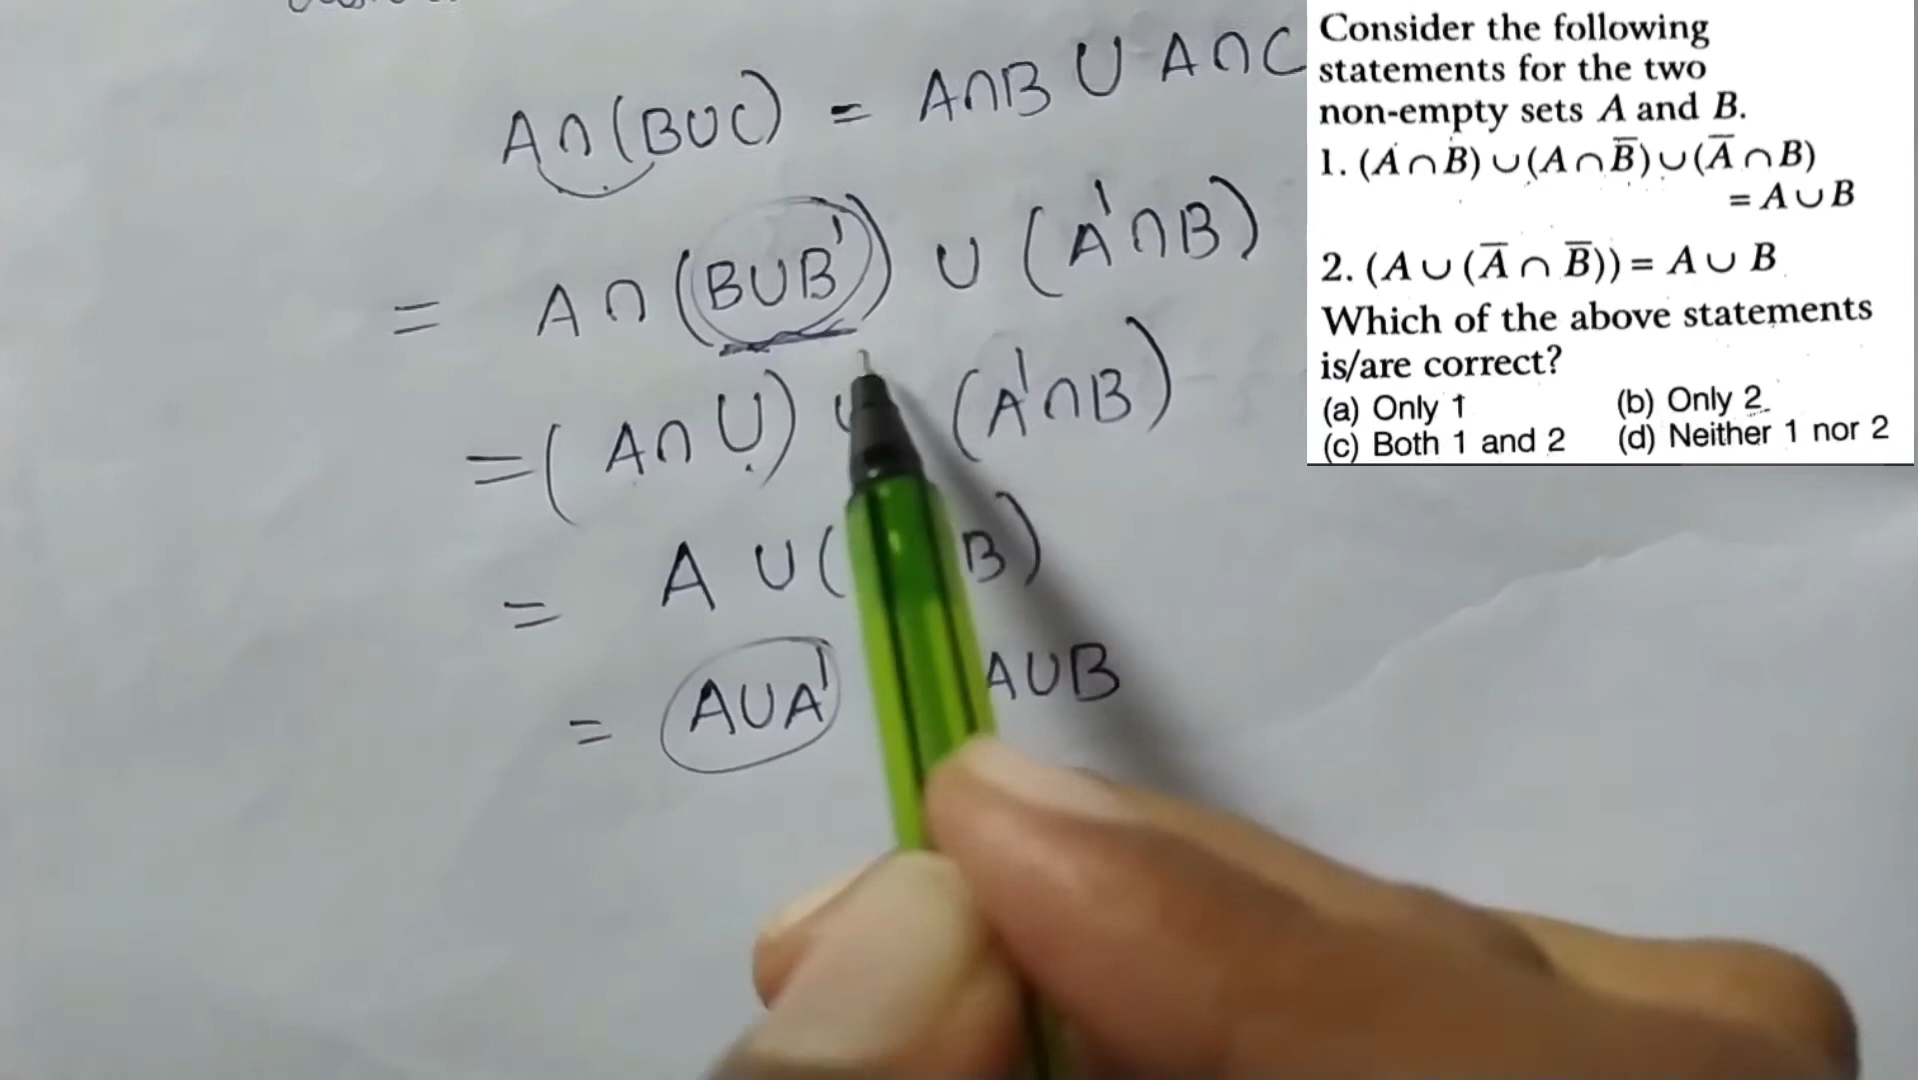 A∩(B∪C) = A∩B ∪ A∩C
= A∩(B∪B') ∪ (A'∩B)
=(A∩U) ∪ (A'∩B)
= A ∪( B)
= A∪A' A∪B
Consider the following
statements for the two
non-empty sets A and B.
1. (A∩B)∪(A∩B̅)∪(A̅∩B)
= A∪B
2. (A∪(A̅∩B̅)) = A∪B
Which of the above statements
is/are correct?
(a) Only 1 (b) Only 2
(c) Both 1 and 2 (d) Neither 1 nor 2